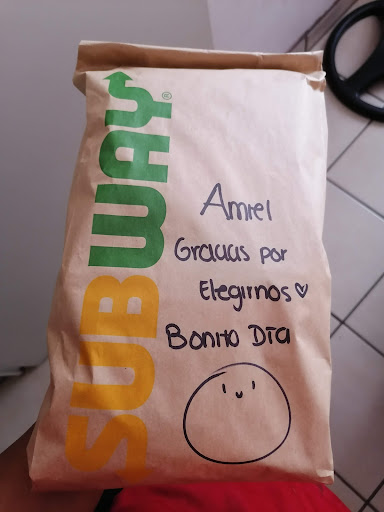 SUBWAY®
Amiel
Gracias por
Elegirnos
Bonito Día